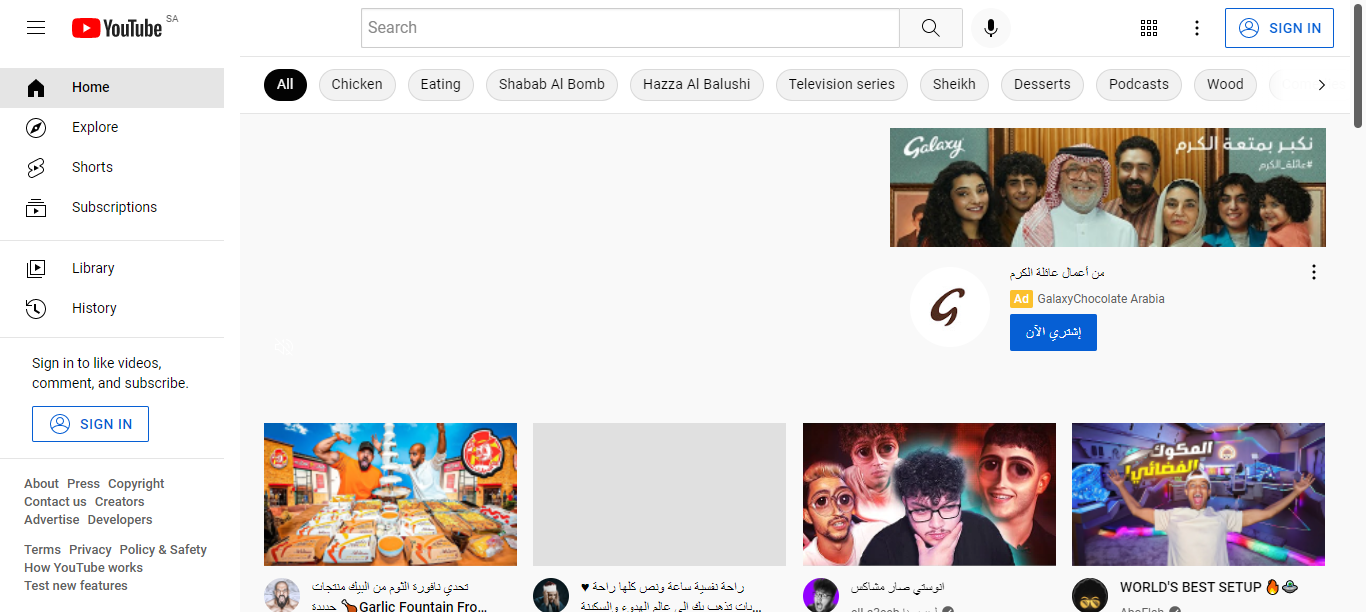 YouTube SA
Search
SIGN IN
Home
Explore
Shorts
Subscriptions
Library
History
Sign in to like videos,
comment, and subscribe.
SIGN IN
About Press Copyright
Contact us Creators
Advertise Developers
Terms Privacy Policy & Safety
How YouTube works
Test new features
All Chicken Eating Shabab Al Bomb Hazza Al Balushi Television series Sheikh Desserts Podcasts Wood
Galaxy
نكبر بمتعة الكرم
#عائلة_الكرم
من أعمال عائلة الكرم
Ad GalaxyChocolate Arabia
إشتري الآن
تحدي نافورة الثوم من البيك منتجات
جديدة 🍗Garlic Fountain Fro...
راحة نفسية ساعة ونص كلها راحة ♥
تذهب بك الى عالم الهدوء والسكينة...
انوستي صار مشاكس
المكوك
الفضائي!
WORLD'S BEST SETUP 🔥🛸
AboFlah